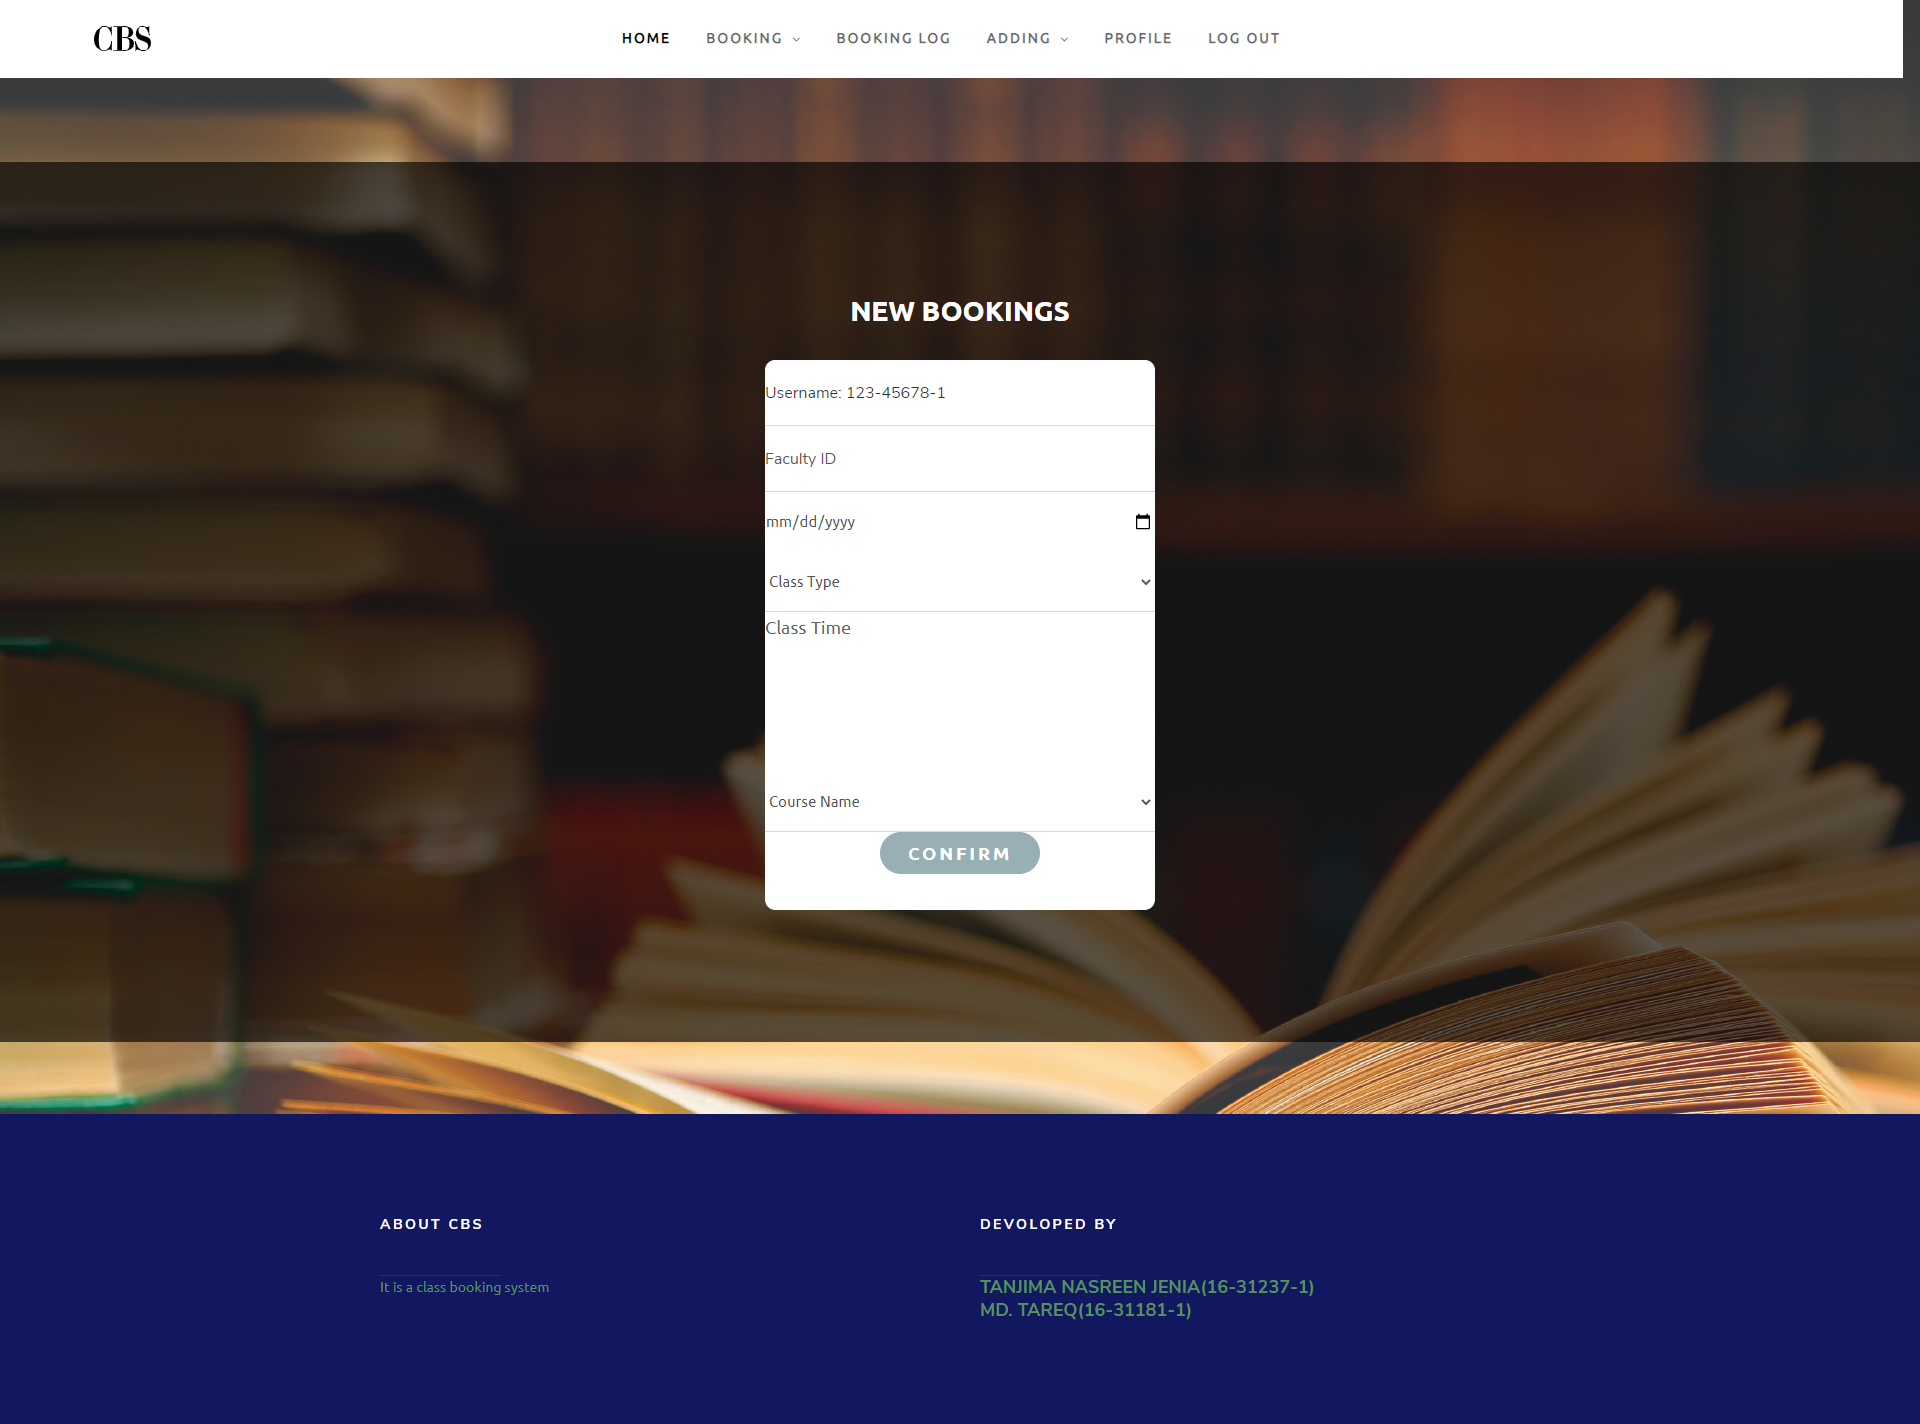 CBS
HOME BOOKING BOOKING LOG ADDING PROFILE LOG OUT
NEW BOOKINGS
Username: 123-45678-1
Faculty ID
mm/dd/yyyy
Class Type
Class Time
Course Name
CONFIRM
ABOUT CBS
It is a class booking system
DEVOLOPED BY
TANJIMA NASREEN JENIA(16-31237-1)
MD. TAREQ(16-31181-1)